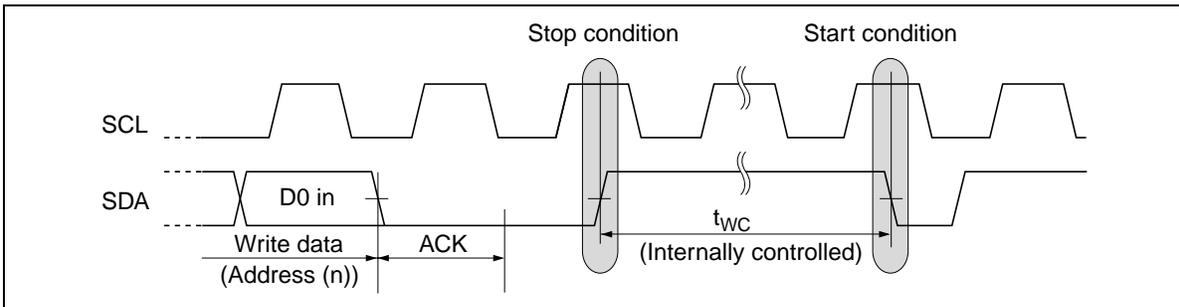 Stop condition
Start condition
SCL
SDA
D0 in
Write data
(Address (n))
ACK
tWC
(Internally controlled)